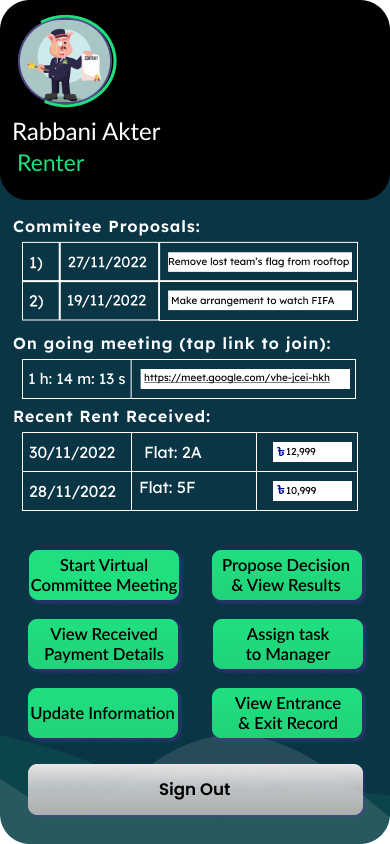 CONTRACT
Rabbani Akter
Renter
Commitee Proposals:
1) 27/11/2022 Remove lost team's flag from rooftop
2) 19/11/2022 Make arrangement to watch FIFA
On going meeting (tap link to join):
1 h: 14 m: 13 s https://meet.google.com/vhe-jcei-hkh
Recent Rent Received:
30/11/2022 Flat: 2A ৳ 12,999
28/11/2022 Flat: 5F ৳ 10,999
Start Virtual
Committee Meeting
Propose Decision
& View Results
View Received
Payment Details
Assign task
to Manager
Update Information
View Entrance
& Exit Record
Sign Out